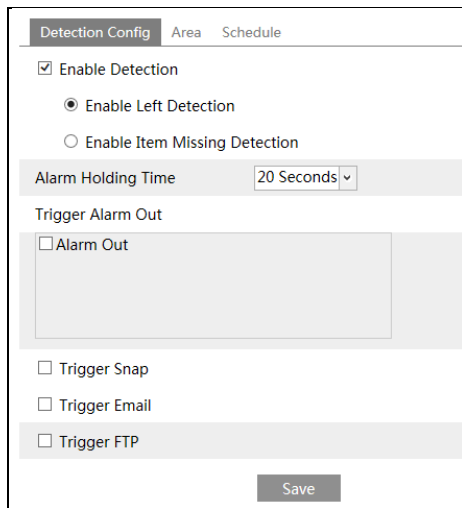 Detection Config Area Schedule
Enable Detection
Enable Left Detection
Enable Item Missing Detection
Alarm Holding Time 20 Seconds
Trigger Alarm Out
Alarm Out
Trigger Snap
Trigger Email
Trigger FTP
Save